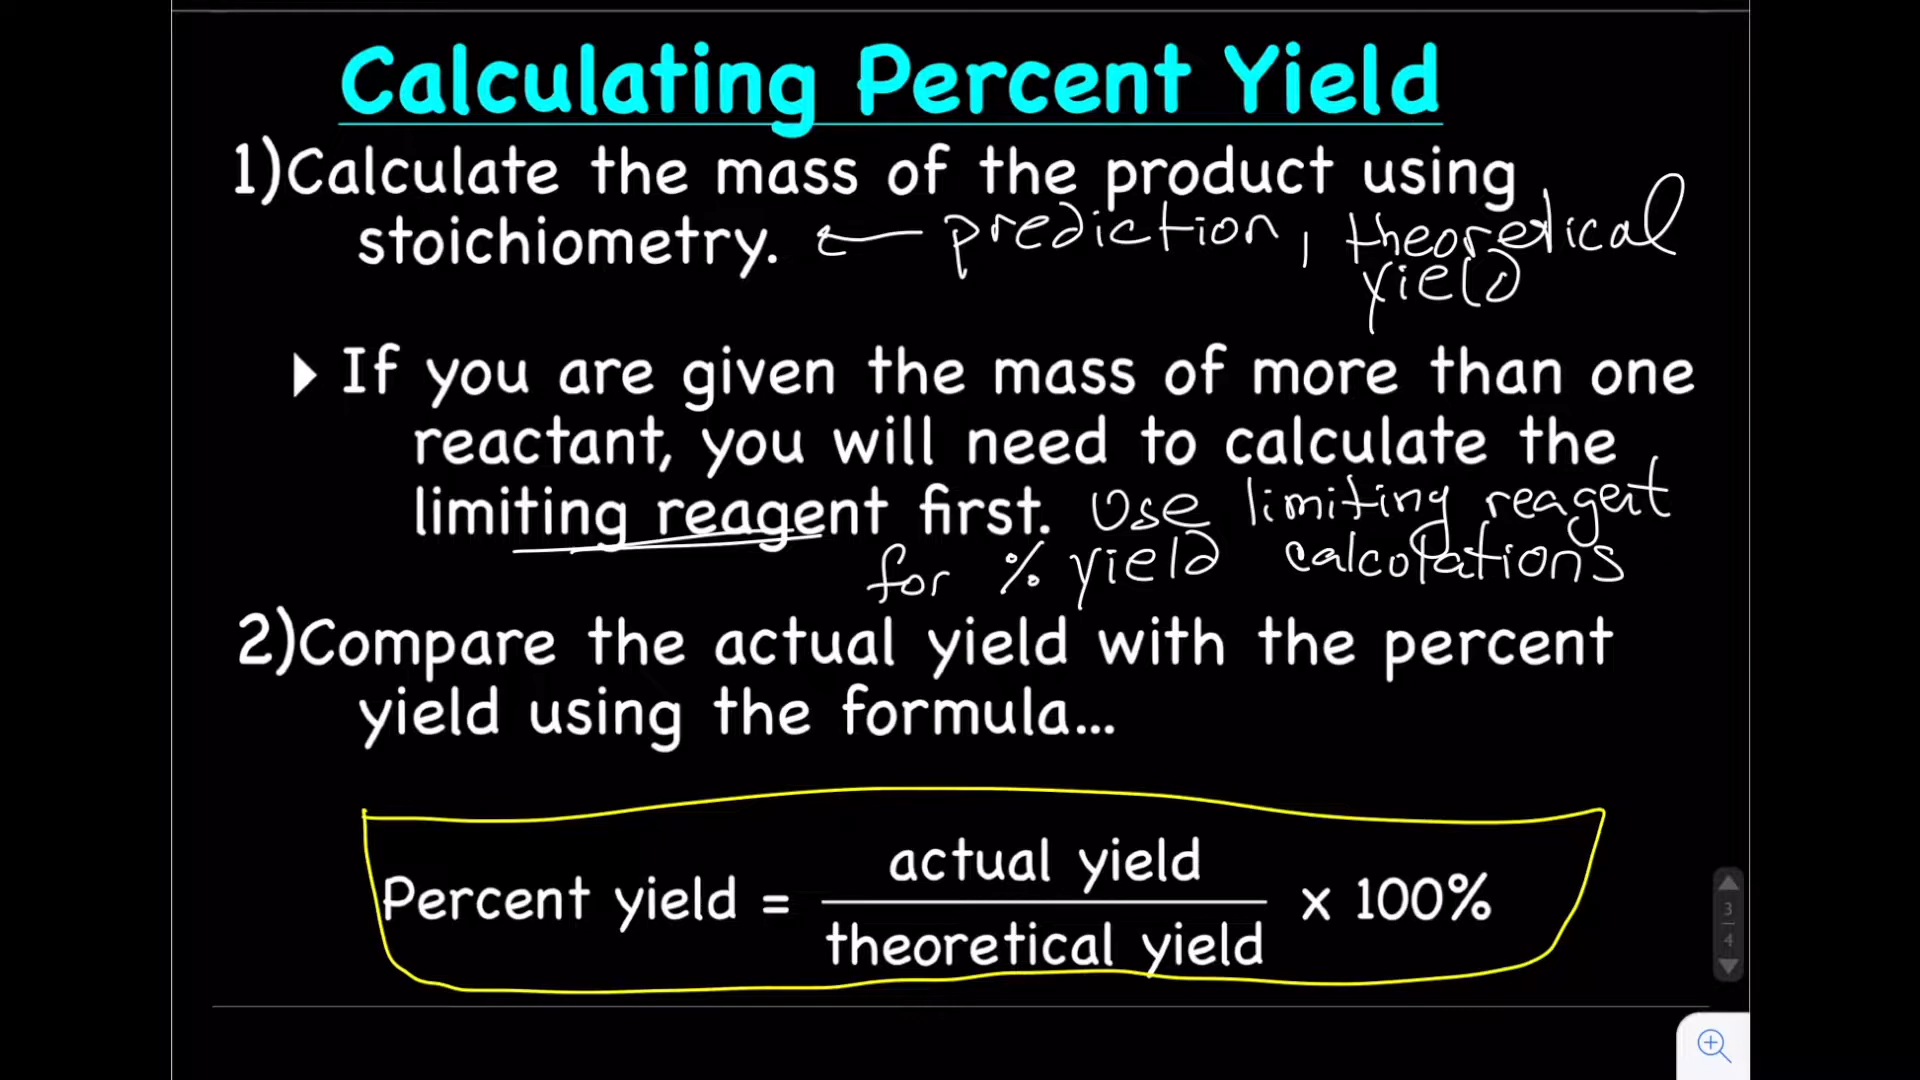 Calculating Percent Yield
1)Calculate the mass of the product using
stoichiometry. ← prediction, theoretical
yield
If you are given the mass of more than one
reactant, you will need to calculate the
limiting reagent first. Use limiting reagent
for % yield calculations
2)Compare the actual yield with the percent
yield using the formula...
actual yield
Percent yield = x 100%
theoretical yield
3
4